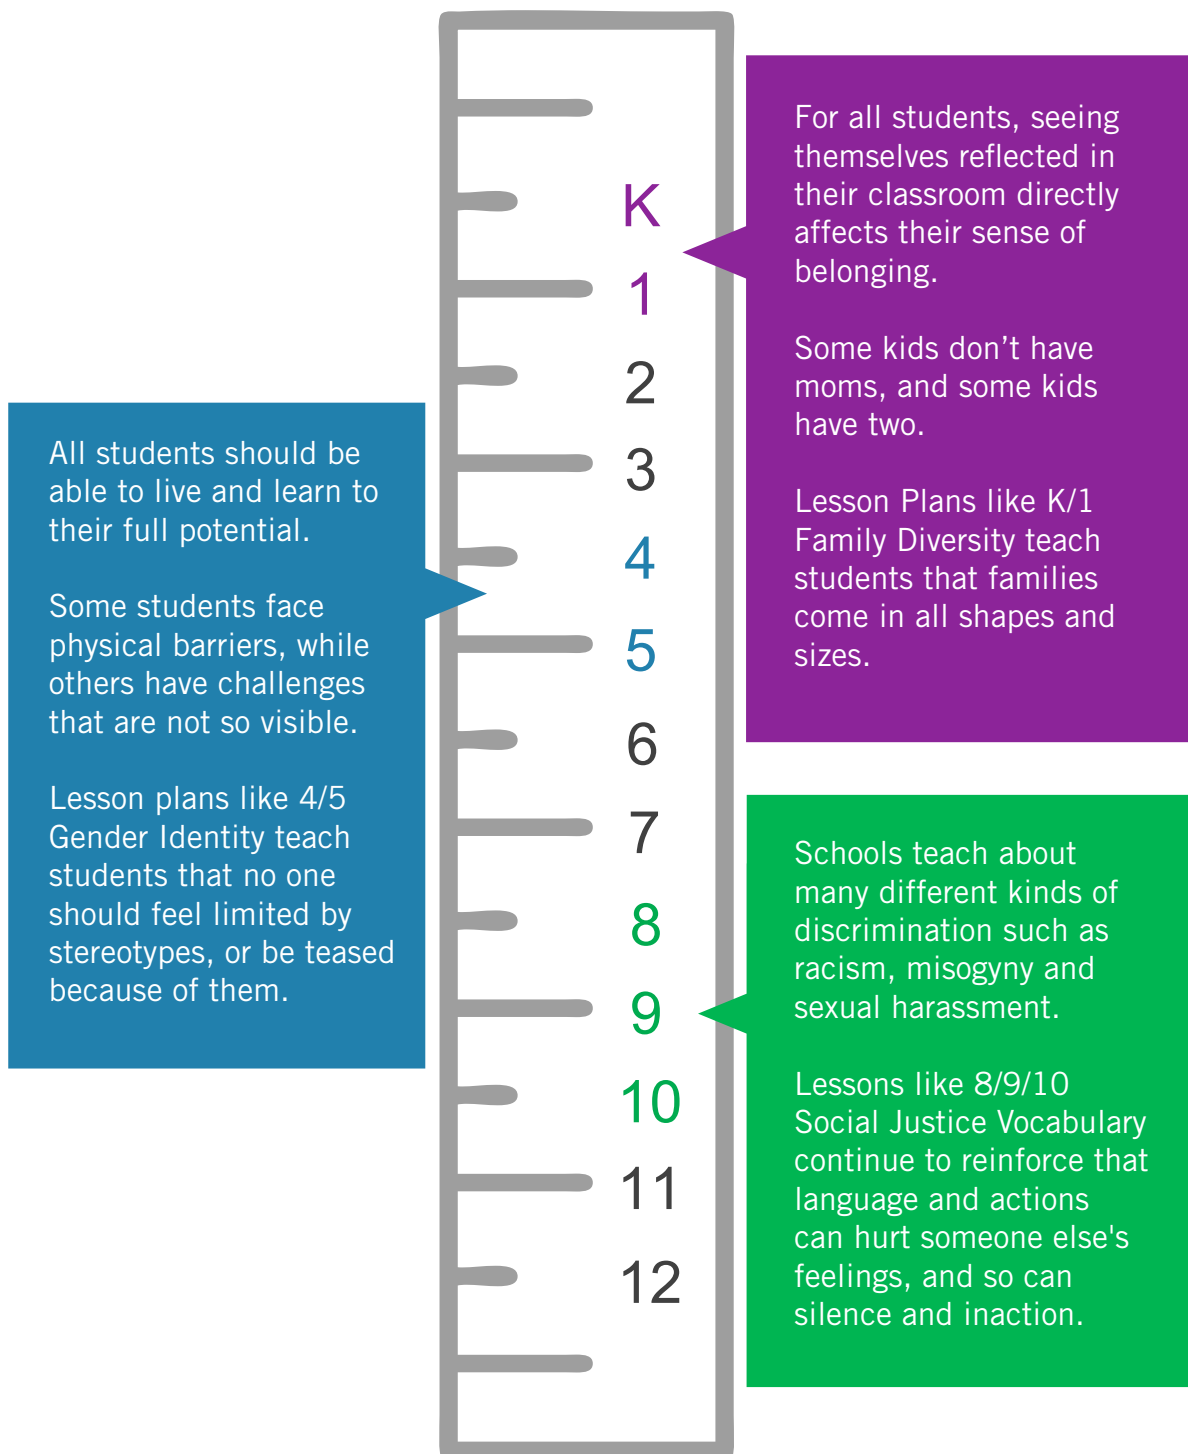 K
1
2
3
4
5
6
7
8
9
10
11
12
For all students, seeing
themselves reflected in
their classroom directly
affects their sense of
belonging.
Some kids don’t have
moms, and some kids
have two.
Lesson Plans like K/1
Family Diversity teach
students that families
come in all shapes and
sizes.
All students should be
able to live and learn to
their full potential.
Some students face
physical barriers, while
others have challenges
that are not so visible.
Lesson plans like 4/5
Gender Identity teach
students that no one
should feel limited by
stereotypes, or be teased
because of them.
Schools teach about
many different kinds of
discrimination such as
racism, misogyny and
sexual harassment.
Lessons like 8/9/10
Social Justice Vocabulary
continue to reinforce that
language and actions
can hurt someone else's
feelings, and so can
silence and inaction.